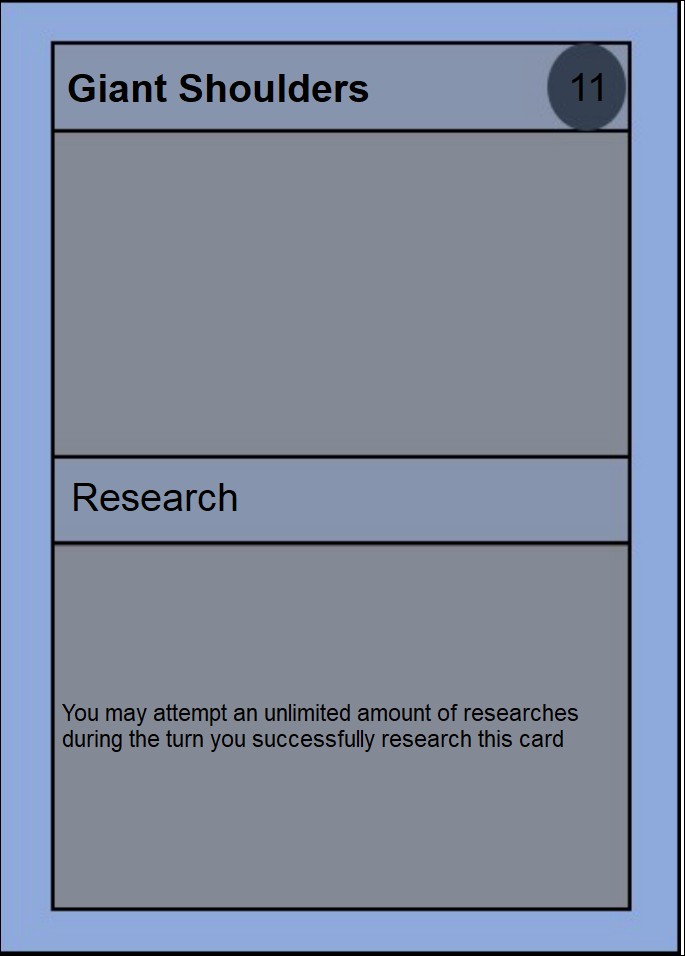 Giant Shoulders
11
Research
You may attempt an unlimited amount of researches
during the turn you successfully research this card